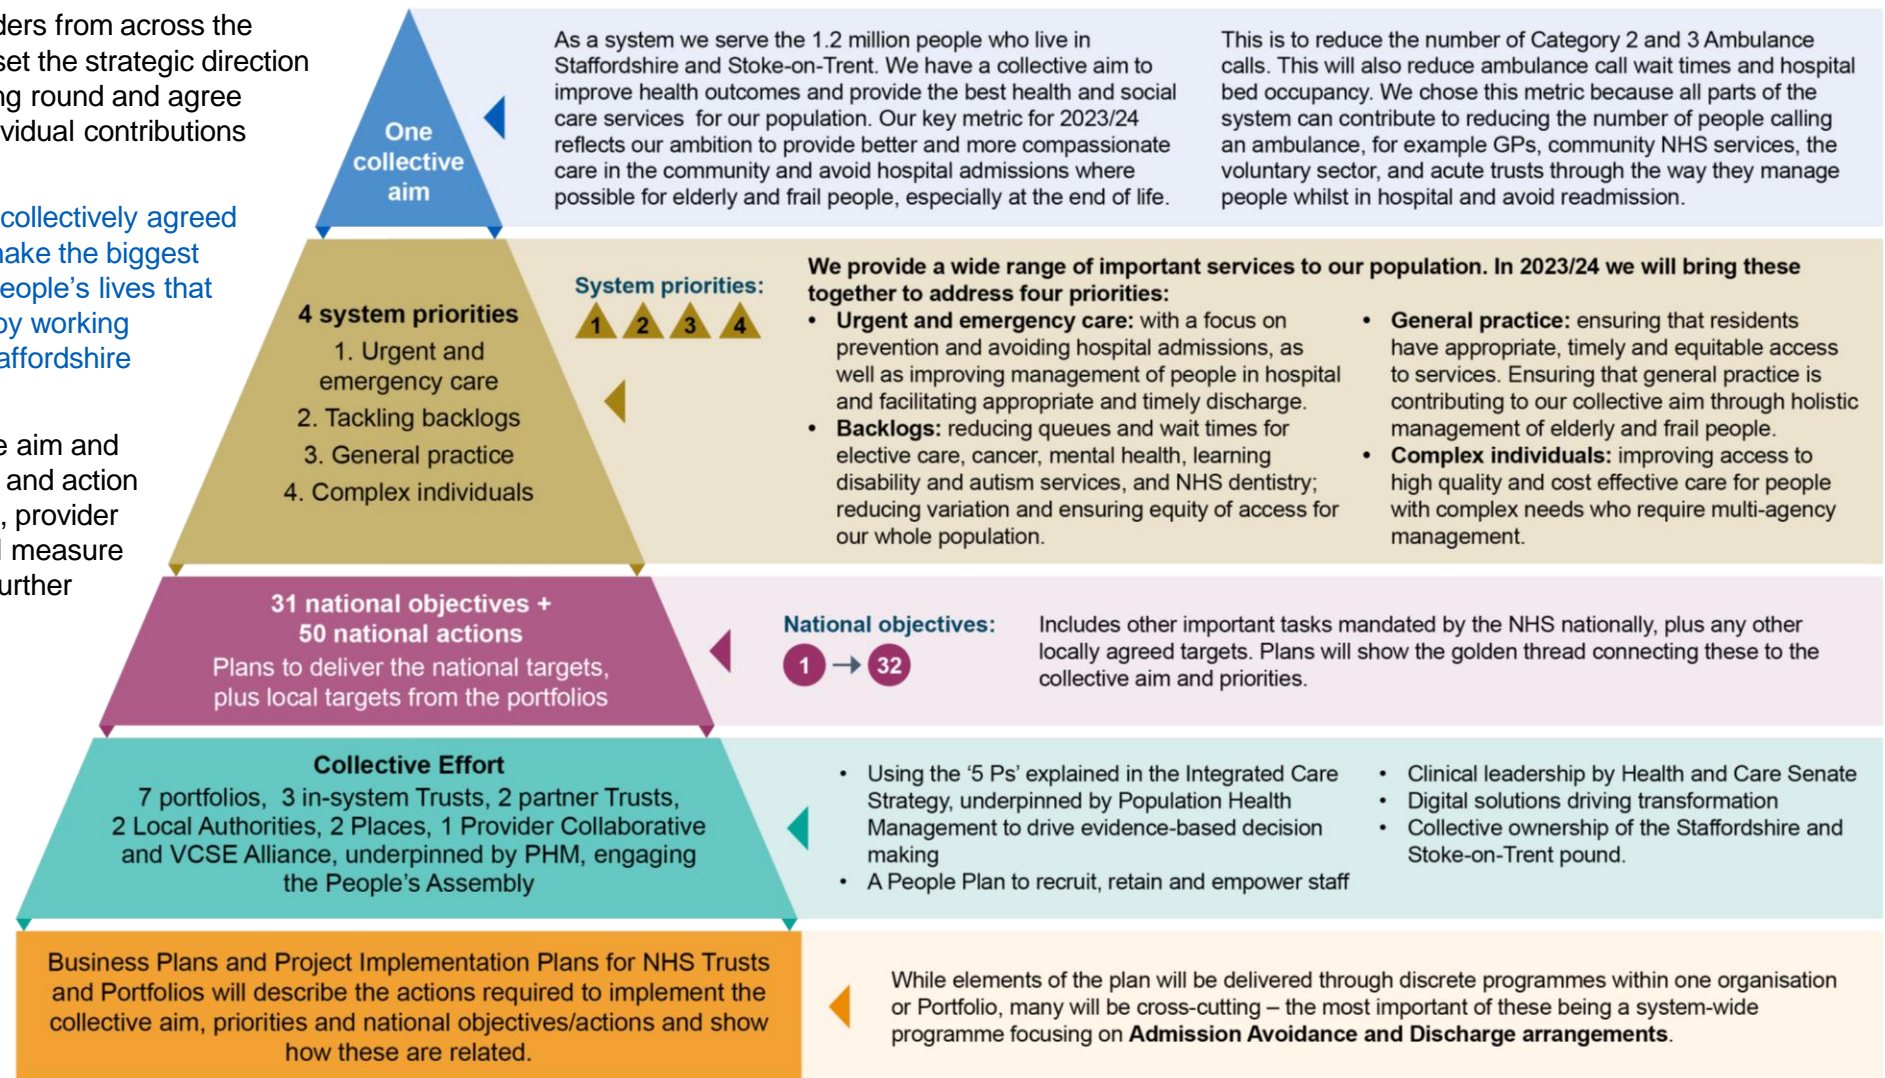 ders from across the
set the strategic direction
ng round and agree
vidual contributions
collectively agreed
make the biggest
eople's lives that
by working
affordshire
e aim and
and action
, provider
measure
urther
One
collective
aim
As a system we serve the 1.2 million people who live in
Staffordshire and Stoke-on-Trent. We have a collective aim to
improve health outcomes and provide the best health and social
care services for our population. Our key metric for 2023/24
reflects our ambition to provide better and more compassionate
care in the community and avoid hospital admissions where
possible for elderly and frail people, especially at the end of life.
This is to reduce the number of Category 2 and 3 Ambulance
calls. This will also reduce ambulance call wait times and hospital
bed occupancy. We chose this metric because all parts of the
system can contribute to reducing the number of people calling
an ambulance, for example GPs, community NHS services, the
voluntary sector, and acute trusts through the way they manage
people whilst in hospital and avoid readmission.
4 system priorities
1. Urgent and
emergency care
2. Tackling backlogs
3. General practice
4. Complex individuals
System priorities:
1 2 3 4
We provide a wide range of important services to our population. In 2023/24 we will bring these
together to address four priorities:
• Urgent and emergency care: with a focus on
prevention and avoiding hospital admissions, as
well as improving management of people in hospital
and facilitating appropriate and timely discharge.
• Backlogs: reducing queues and wait times for
elective care, cancer, mental health, learning
disability and autism services, and NHS dentistry;
reducing variation and ensuring equity of access for
our whole population.
• General practice: ensuring that residents
have appropriate, timely and equitable access
to services. Ensuring that general practice is
contributing to our collective aim through holistic
management of elderly and frail people.
• Complex individuals: improving access to
high quality and cost effective care for people
with complex needs who require multi-agency
management.
31 national objectives +
50 national actions
Plans to deliver the national targets,
plus local targets from the portfolios
National objectives:
1 → 32
Includes other important tasks mandated by the NHS nationally, plus any other
locally agreed targets. Plans will show the golden thread connecting these to the
collective aim and priorities.
Collective Effort
7 portfolios, 3 in-system Trusts, 2 partner Trusts,
2 Local Authorities, 2 Places, 1 Provider Collaborative
and VCSE Alliance, underpinned by PHM, engaging
the People's Assembly
• Using the '5 Ps' explained in the Integrated Care
Strategy, underpinned by Population Health
Management to drive evidence-based decision
making
• A People Plan to recruit, retain and empower staff
• Clinical leadership by Health and Care Senate
• Digital solutions driving transformation
• Collective ownership of the Staffordshire and
Stoke-on-Trent pound.
Business Plans and Project Implementation Plans for NHS Trusts
and Portfolios will describe the actions required to implement the
collective aim, priorities and national objectives/actions and show
how these are related.
While elements of the plan will be delivered through discrete programmes within one organisation
or Portfolio, many will be cross-cutting – the most important of these being a system-wide
programme focusing on Admission Avoidance and Discharge arrangements.